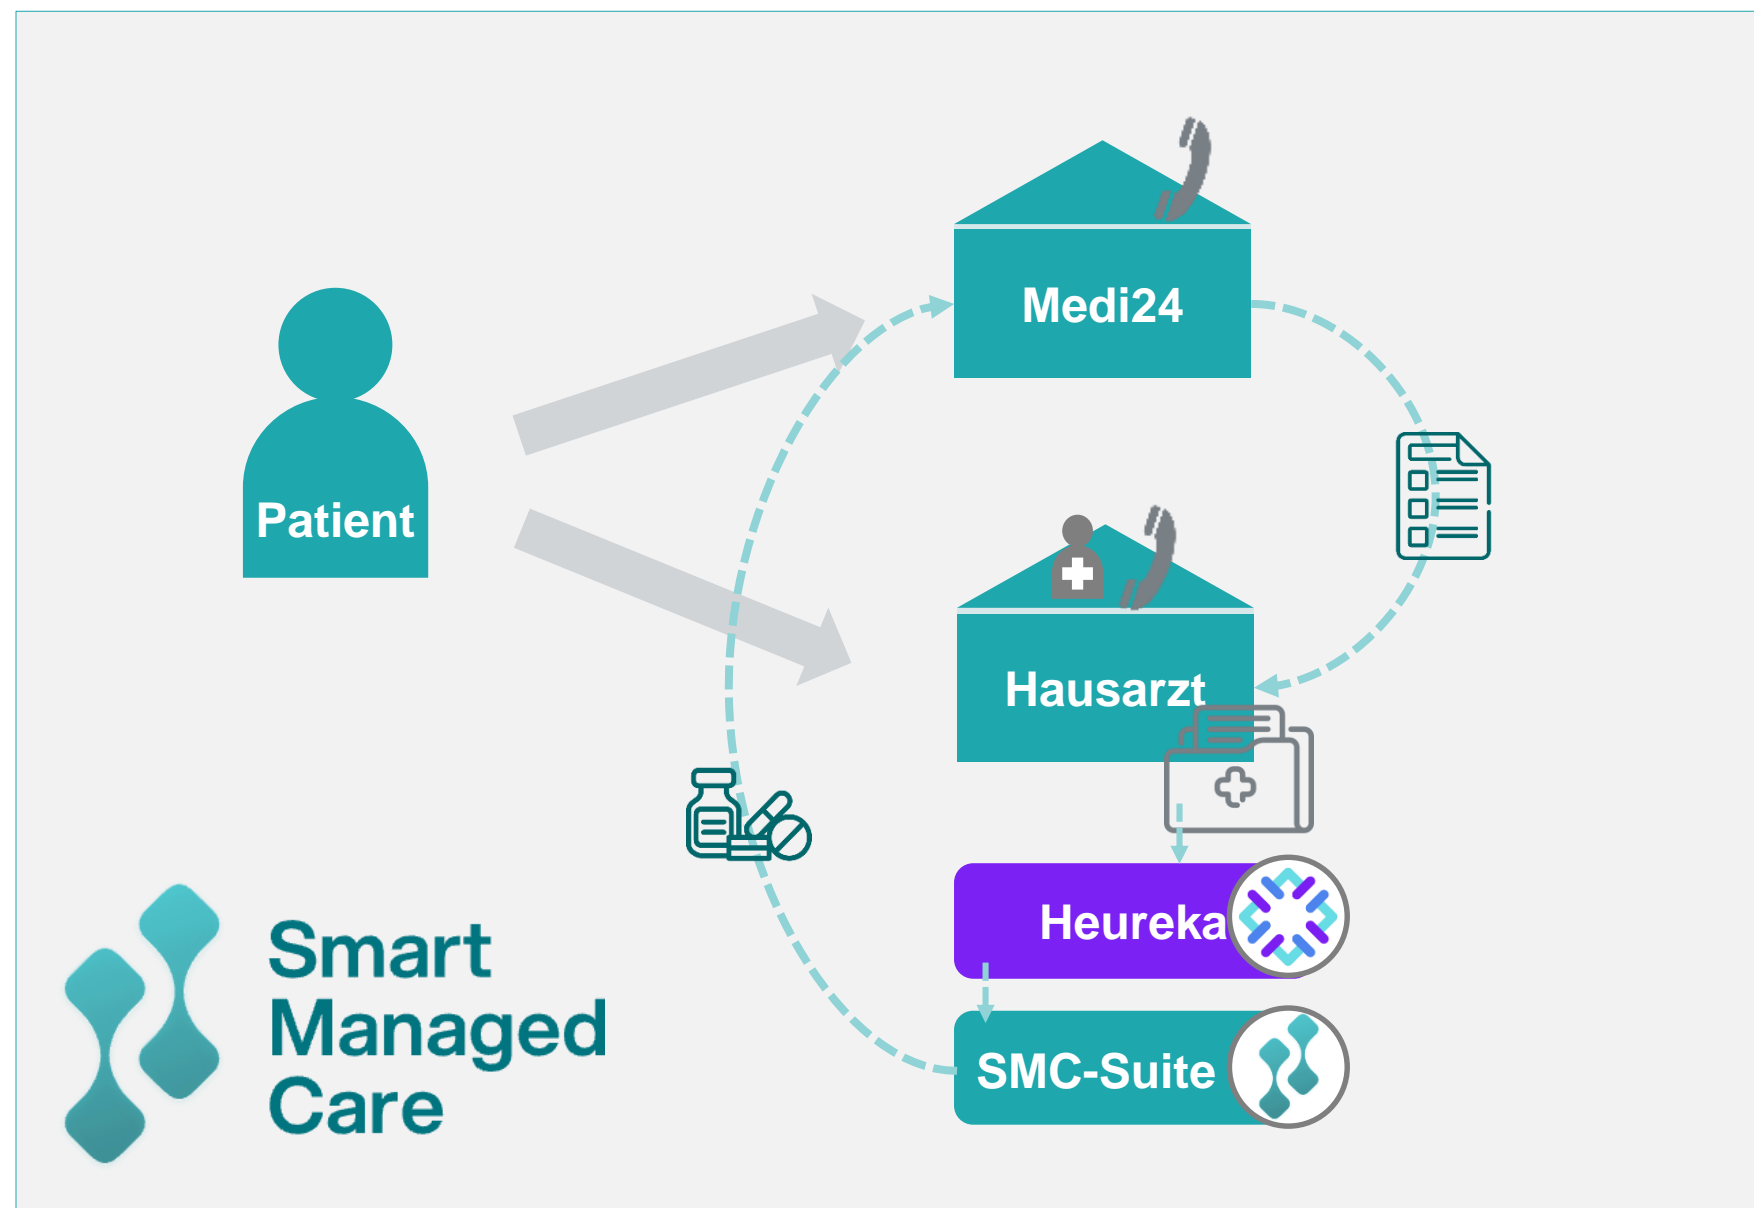 Medi24
Patient
Hausarzt
Heureka
SMC-Suite
Smart
Managed
Care